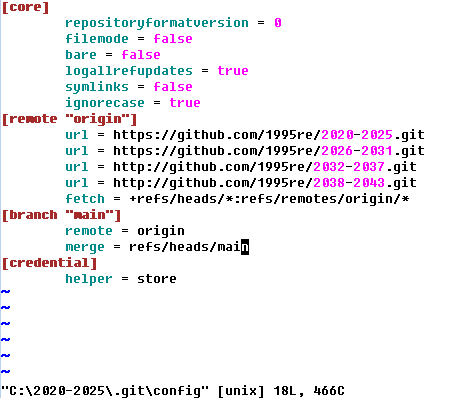 [core]
repositoryformatversion = 0
filemode = false
bare = false
logallrefupdates = true
symlinks = false
ignorecase = true
[remote "origin"]
url = https://github.com/1995re/2020-2025.git
url = https://github.com/1995re/2026-2031.git
url = http://github.com/1995re/2032-2037.git
url = http://github.com/1995re/2038-2043.git
fetch = +refs/heads/*:refs/remotes/origin/*
[branch "main"]
remote = origin
merge = refs/heads/main
[credential]
helper = store
~
~
~
~
~
~
"C:\2020-2025\.git\config" [unix] 18L, 466C